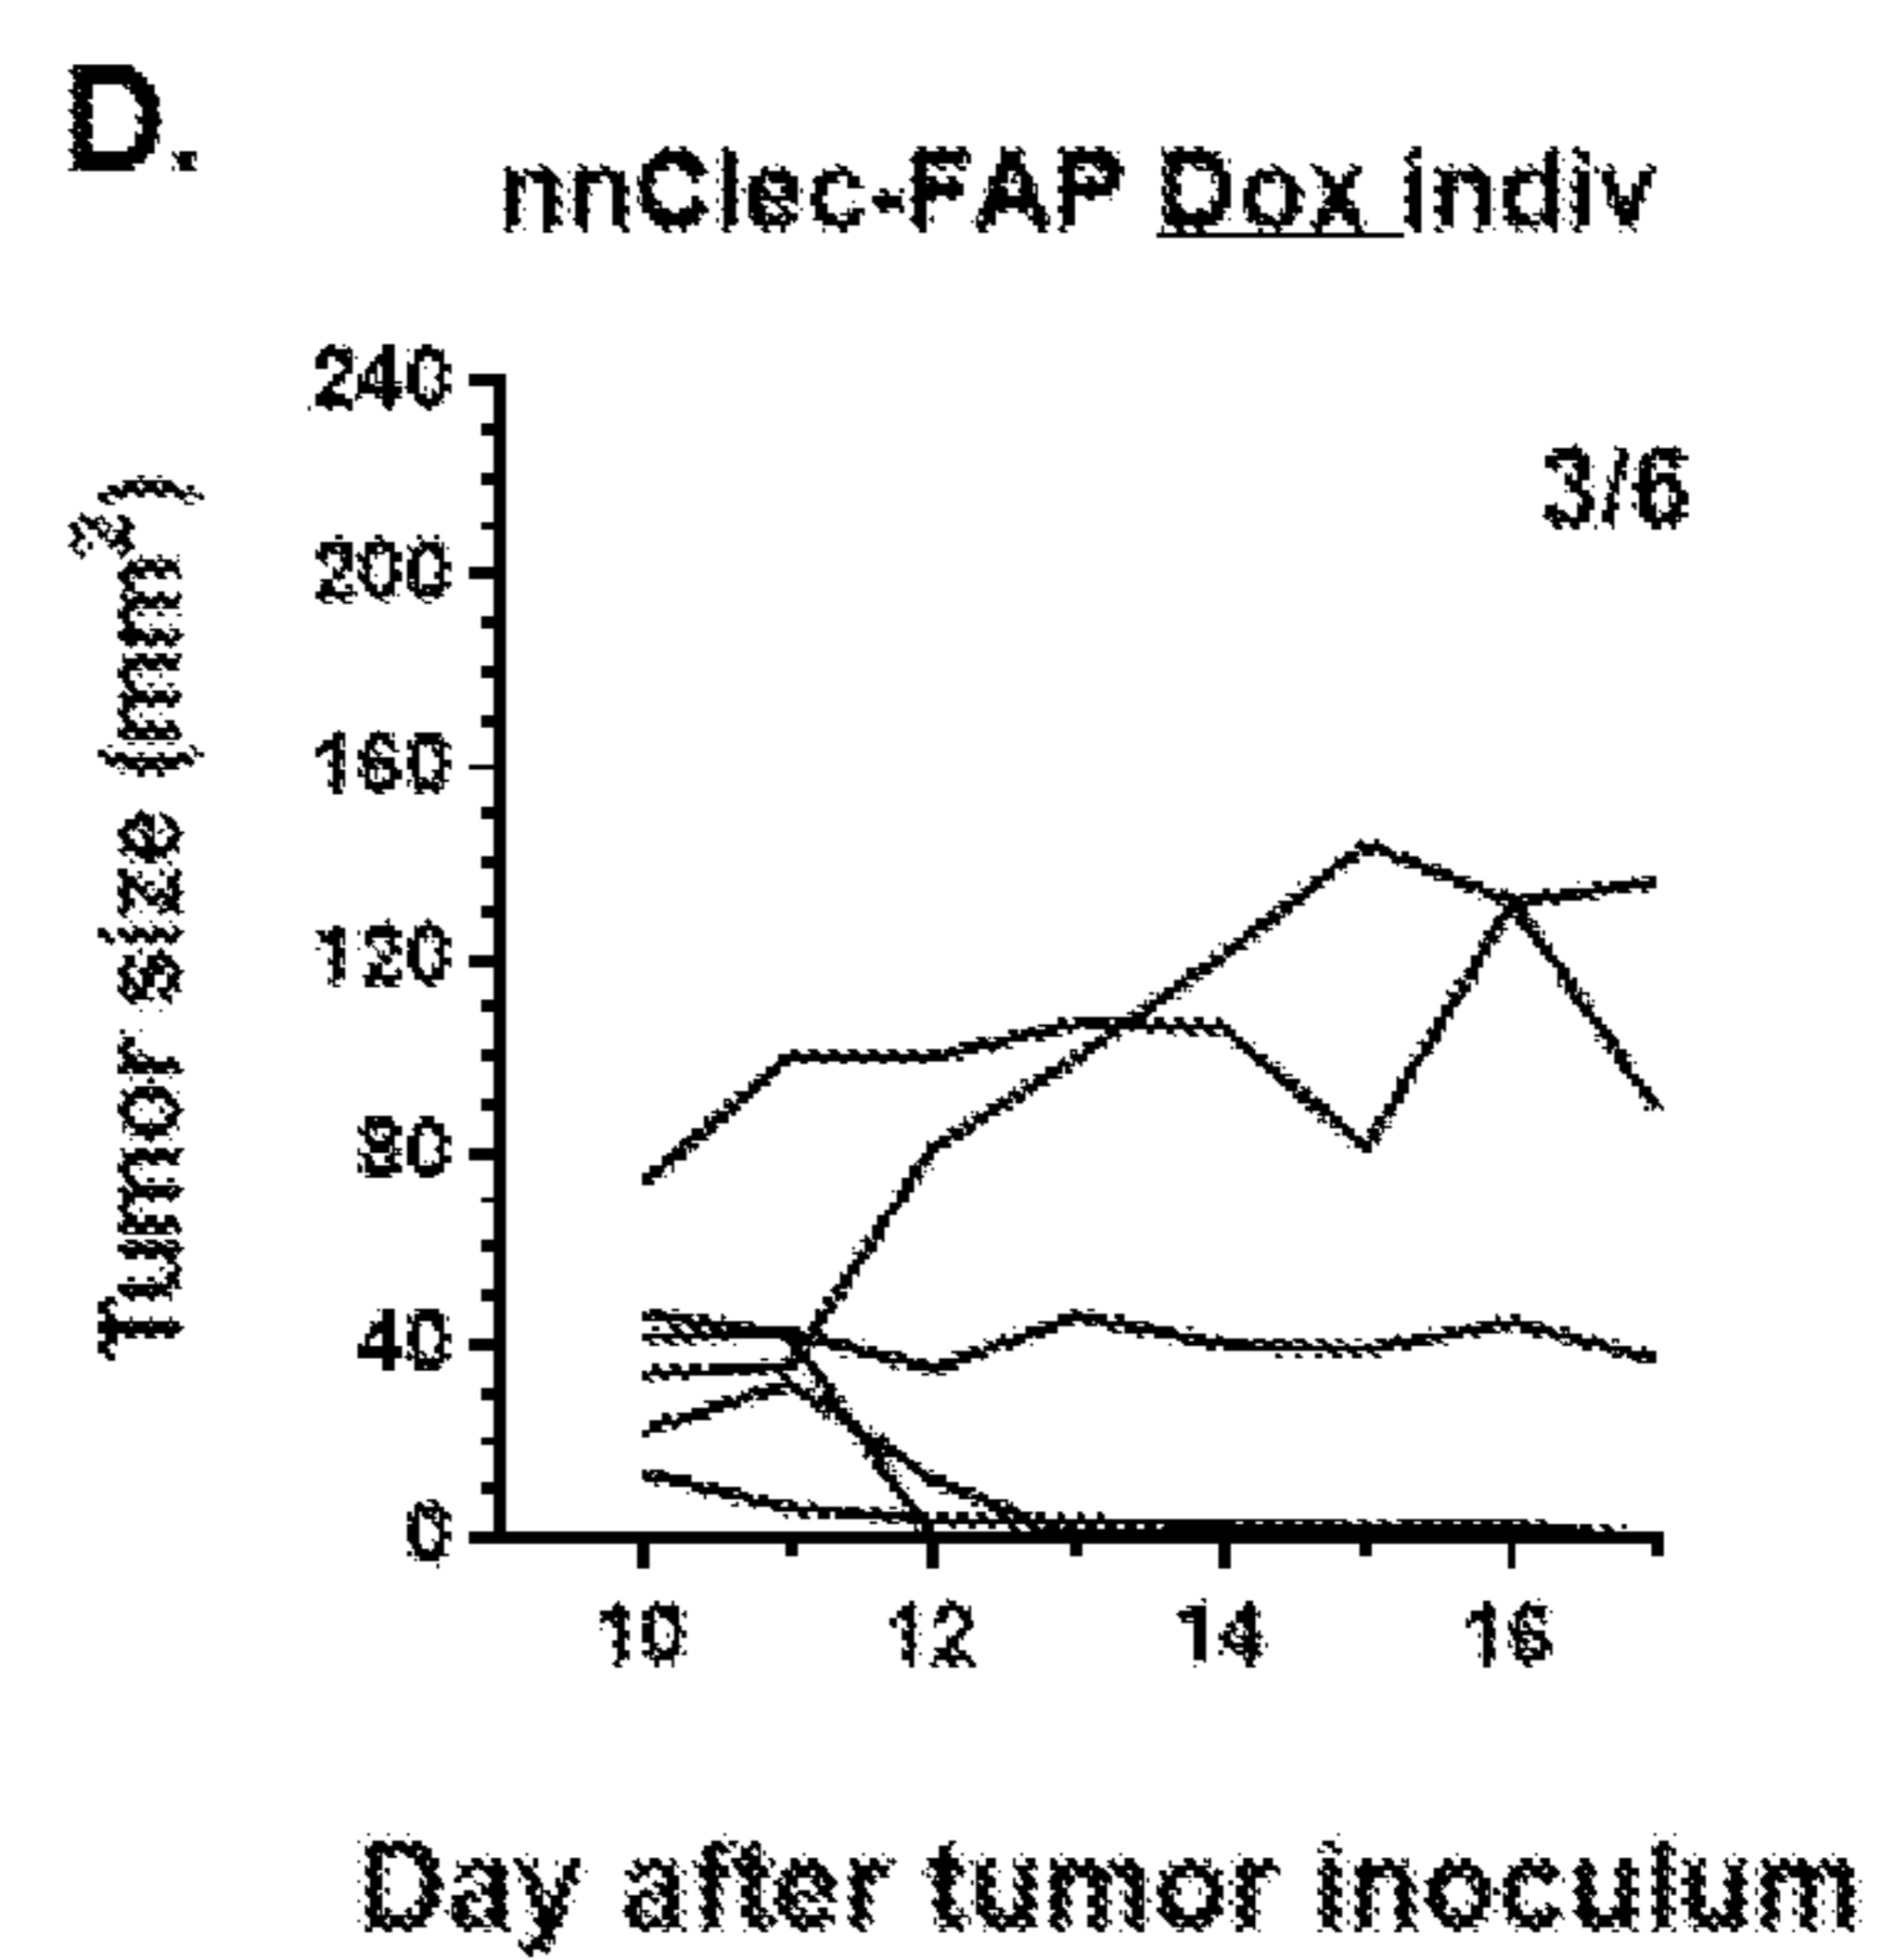 D.
nnClec-FAP Dox indiv
3/6
Tumor size (mm³)
240
200
160
120
80
40
0
10 12 14 16
Day after tumor inoculum